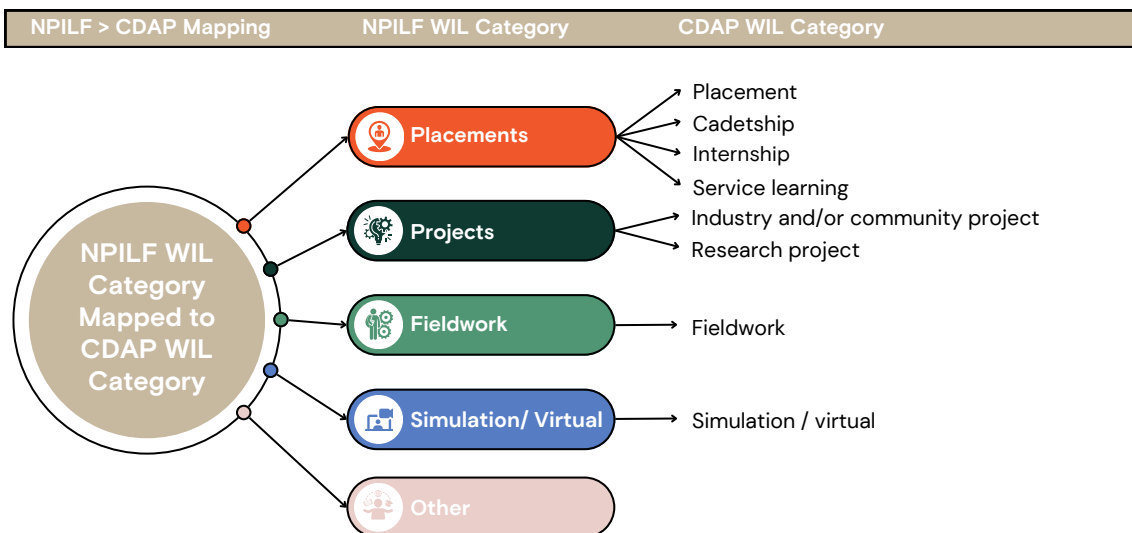 NPILF > CDAP Mapping
NPILF WIL Category
CDAP WIL Category
NPILF WIL
Category
Mapped to
CDAP WIL
Category
Placements
Placement
Cadetship
Internship
Service learning
Projects
Industry and/or community project
Research project
Fieldwork
Fieldwork
Simulation/ Virtual
Simulation / virtual
Other